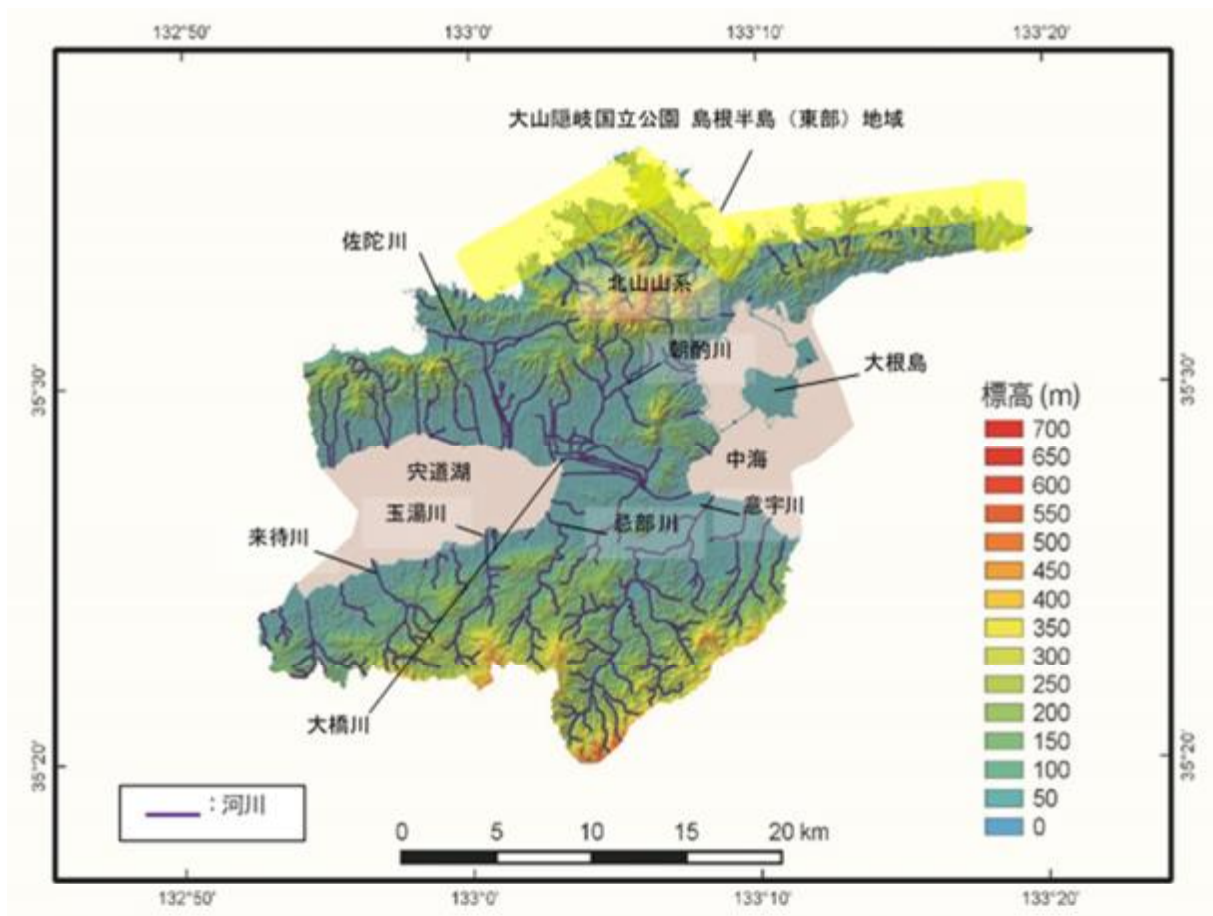 132°50′ 133°0′ 133°10′ 133°20′
大山隠岐国立公園 島根半島（東部）地域
佐陀川
北山山系
朝酌川
大根島
35°30′ 35°30′
標高 (m)
700
650
600
550
500
450
400
350
300
250
200
150
100
50
0
宍道湖
中海
玉湯川
忌部川
意宇川
来待川
大橋川
35°20′ 35°20′
：河川
0 5 10 15 20 km
132°50′ 133°0′ 133°10′ 133°20′